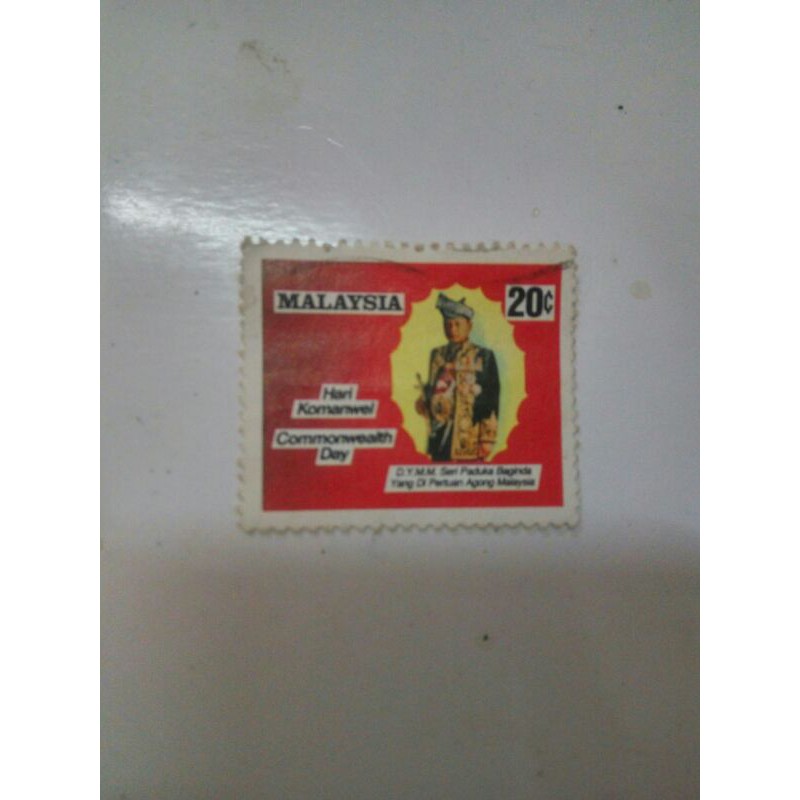 MALAYSIA
20¢
Hari
Komanwel
Commonwealth
Day
D.Y.M.M. Seri Paduka Baginda
Yang Di Pertuan Agong Malaysia